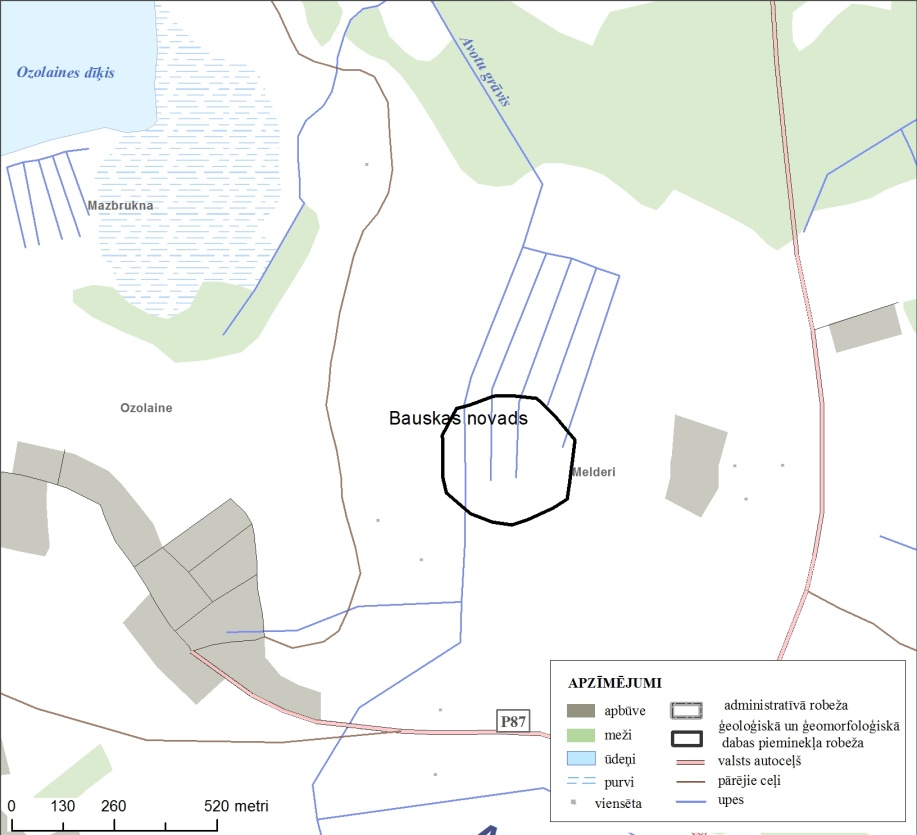 Ozolaines dīķis
Avotu grāvis
Mazbrukna
Ozolaine
Bauskas novads
Melderi
P87
APZĪMĒJUMI
apbūve
meži
ūdeņi
purvi
viensēta
administratīvā robeža
ģeoloģiskā un ģeomorfoloģiskā
dabas pieminekļa robeža
valsts autoceļš
pārējie ceļi
upes
0 130 260 520 metri